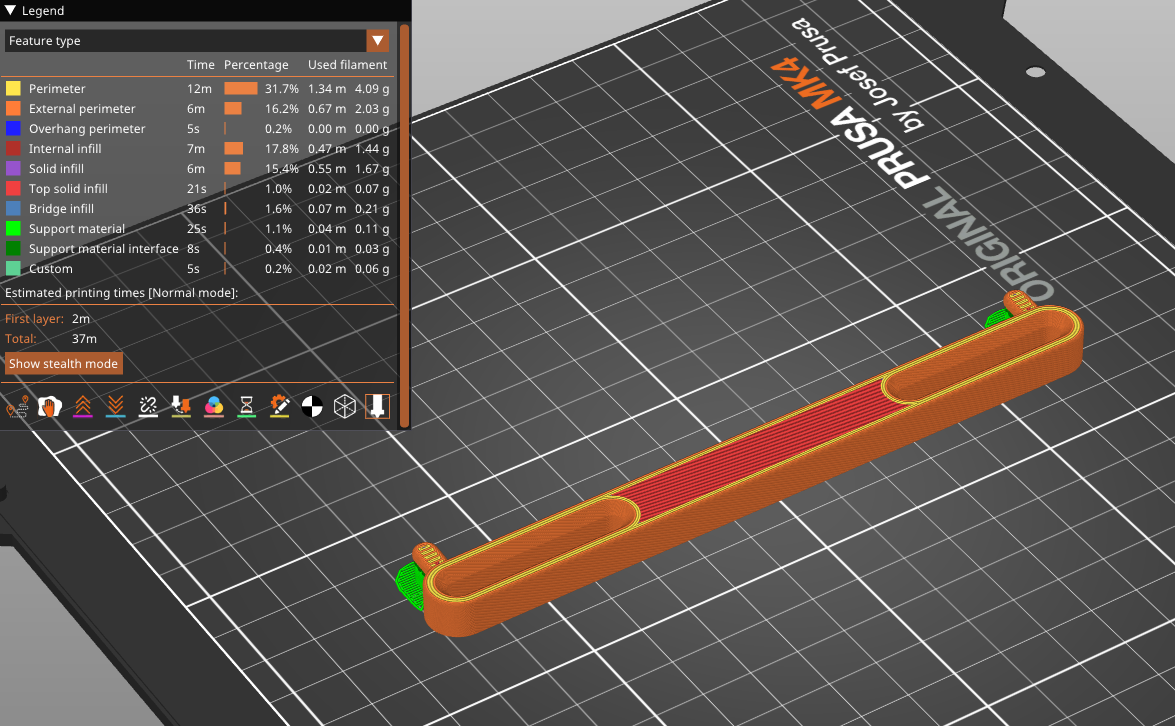 Legend
Feature type
Time Percentage Used filament
Perimeter 12m 31.7% 1.34 m 4.09 g
External perimeter 6m 16.2% 0.67 m 2.03 g
Overhang perimeter 5s 0.2% 0.00 m 0.00 g
Internal infill 7m 17.8% 0.47 m 1.44 g
Solid infill 6m 15.4% 0.55 m 1.67 g
Top solid infill 21s 1.0% 0.02 m 0.07 g
Bridge infill 36s 1.6% 0.07 m 0.21 g
Support material 25s 1.1% 0.04 m 0.11 g
Support material interface 8s 0.4% 0.01 m 0.03 g
Custom 5s 0.2% 0.02 m 0.06 g
Estimated printing times [Normal mode]:
First layer: 2m
Total: 37m
Show stealth mode
ORIGINAL PRUSA MK4
by Josef Prusa